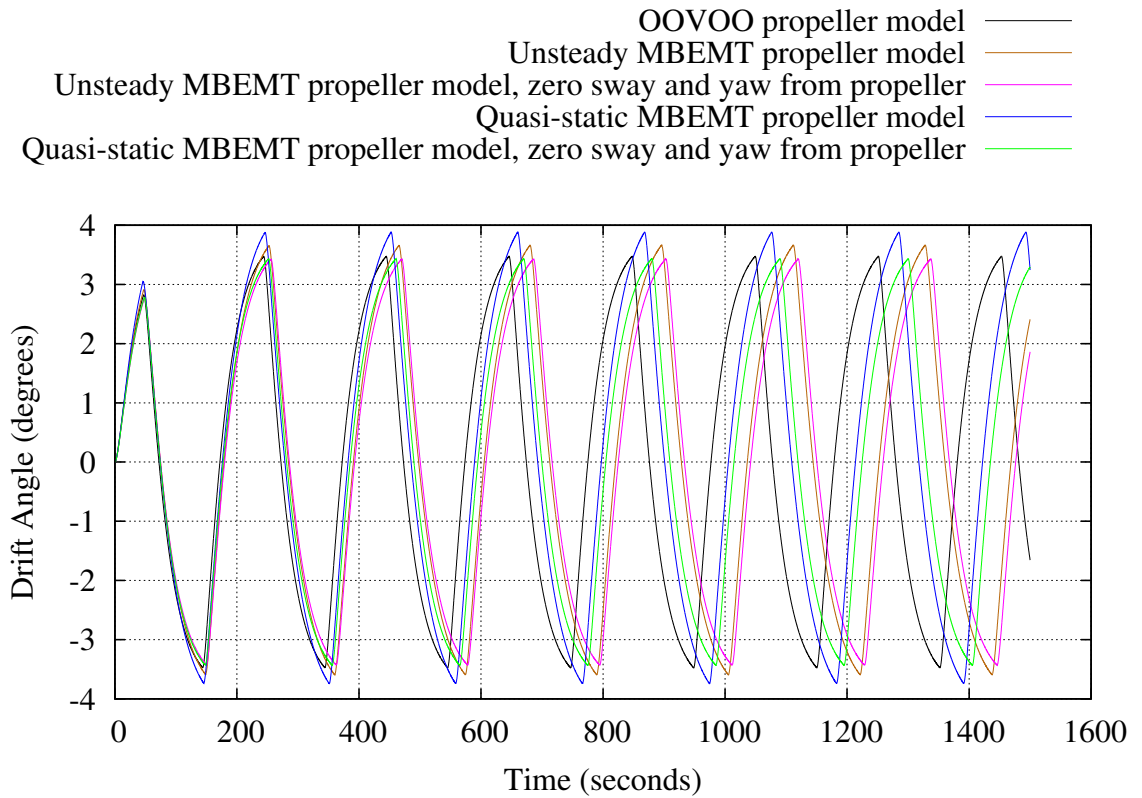 OOVOO propeller model
Unsteady MBEMT propeller model
Unsteady MBEMT propeller model, zero sway and yaw from propeller
Quasi-static MBEMT propeller model
Quasi-static MBEMT propeller model, zero sway and yaw from propeller
4
3
2
1
0
-1
-2
-3
-4
Drift Angle (degrees)
0 200 400 600 800 1000 1200 1400 1600
Time (seconds)